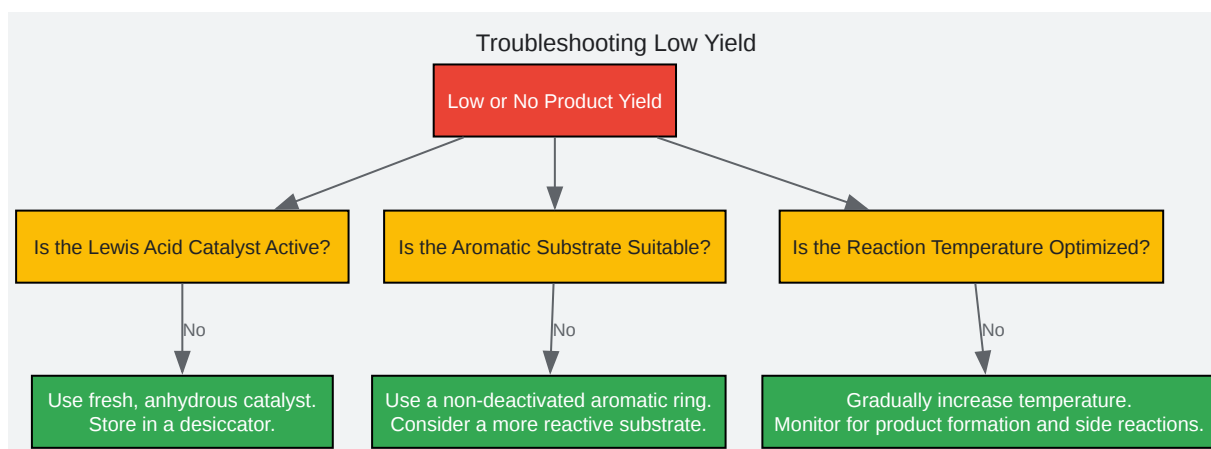 Troubleshooting Low Yield
Low or No Product Yield
Is the Lewis Acid Catalyst Active?
Is the Aromatic Substrate Suitable?
Is the Reaction Temperature Optimized?
No
No
No
Use fresh, anhydrous catalyst.
Store in a desiccator.
Use a non-deactivated aromatic ring.
Consider a more reactive substrate.
Gradually increase temperature.
Monitor for product formation and side reactions.